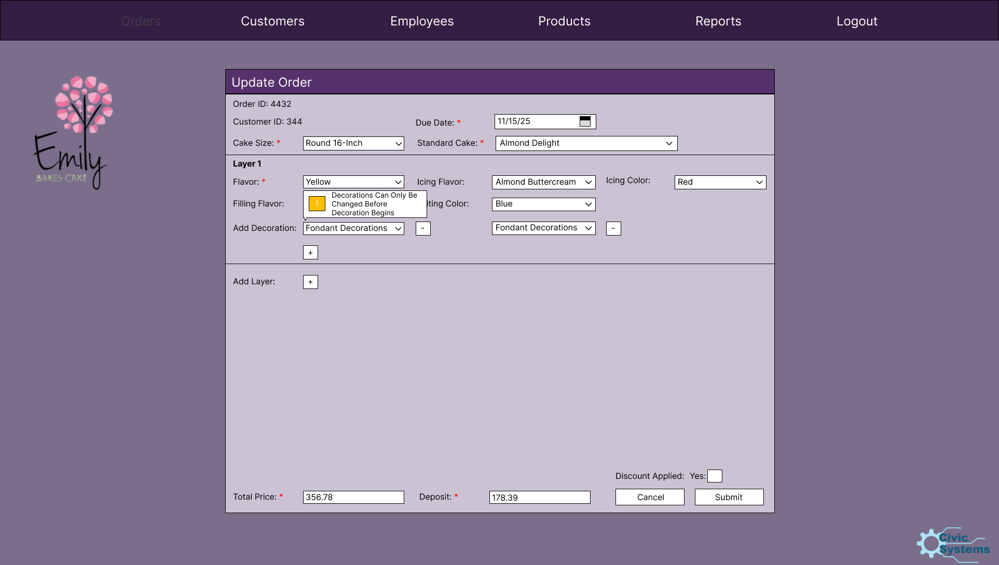 Orders Customers Employees Products Reports Logout
Emily
BAKES CAKE
Update Order
Order ID: 4432
Customer ID: 344 Due Date: * 11/15/25
Cake Size: * Round 16-Inch Standard Cake: * Almond Delight
Layer 1
Flavor: * Yellow Icing Flavor: Almond Buttercream Icing Color: Red
Decorations Can Only Be
Changed Before
Decoration Begins
!
Filling Flavor: iting Color: Blue
Add Decoration: Fondant Decorations - Fondant Decorations -
+
Add Layer: +
Discount Applied: Yes:
Total Price: * 356.78 Deposit: * 178.39 Cancel Submit
Civic
Systems